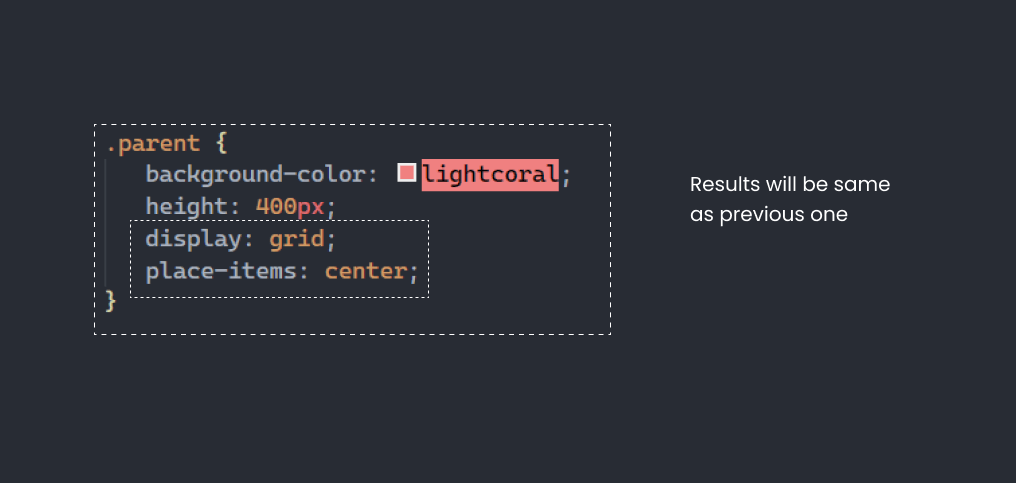 .parent {
background-color: lightcoral;
height: 400px;
display: grid;
place-items: center;
}
Results will be same
as previous one